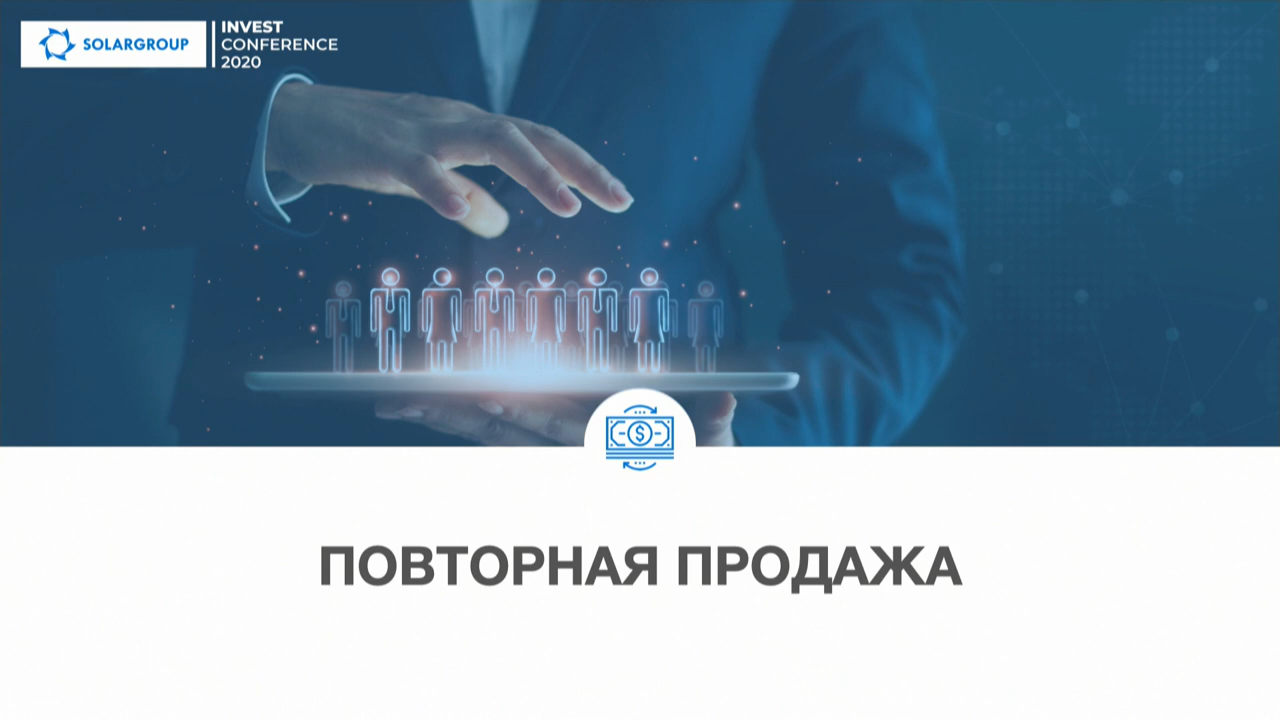 SOLARGROUP
INVEST
CONFERENCE
2020
$
ПОВТОРНАЯ ПРОДАЖА